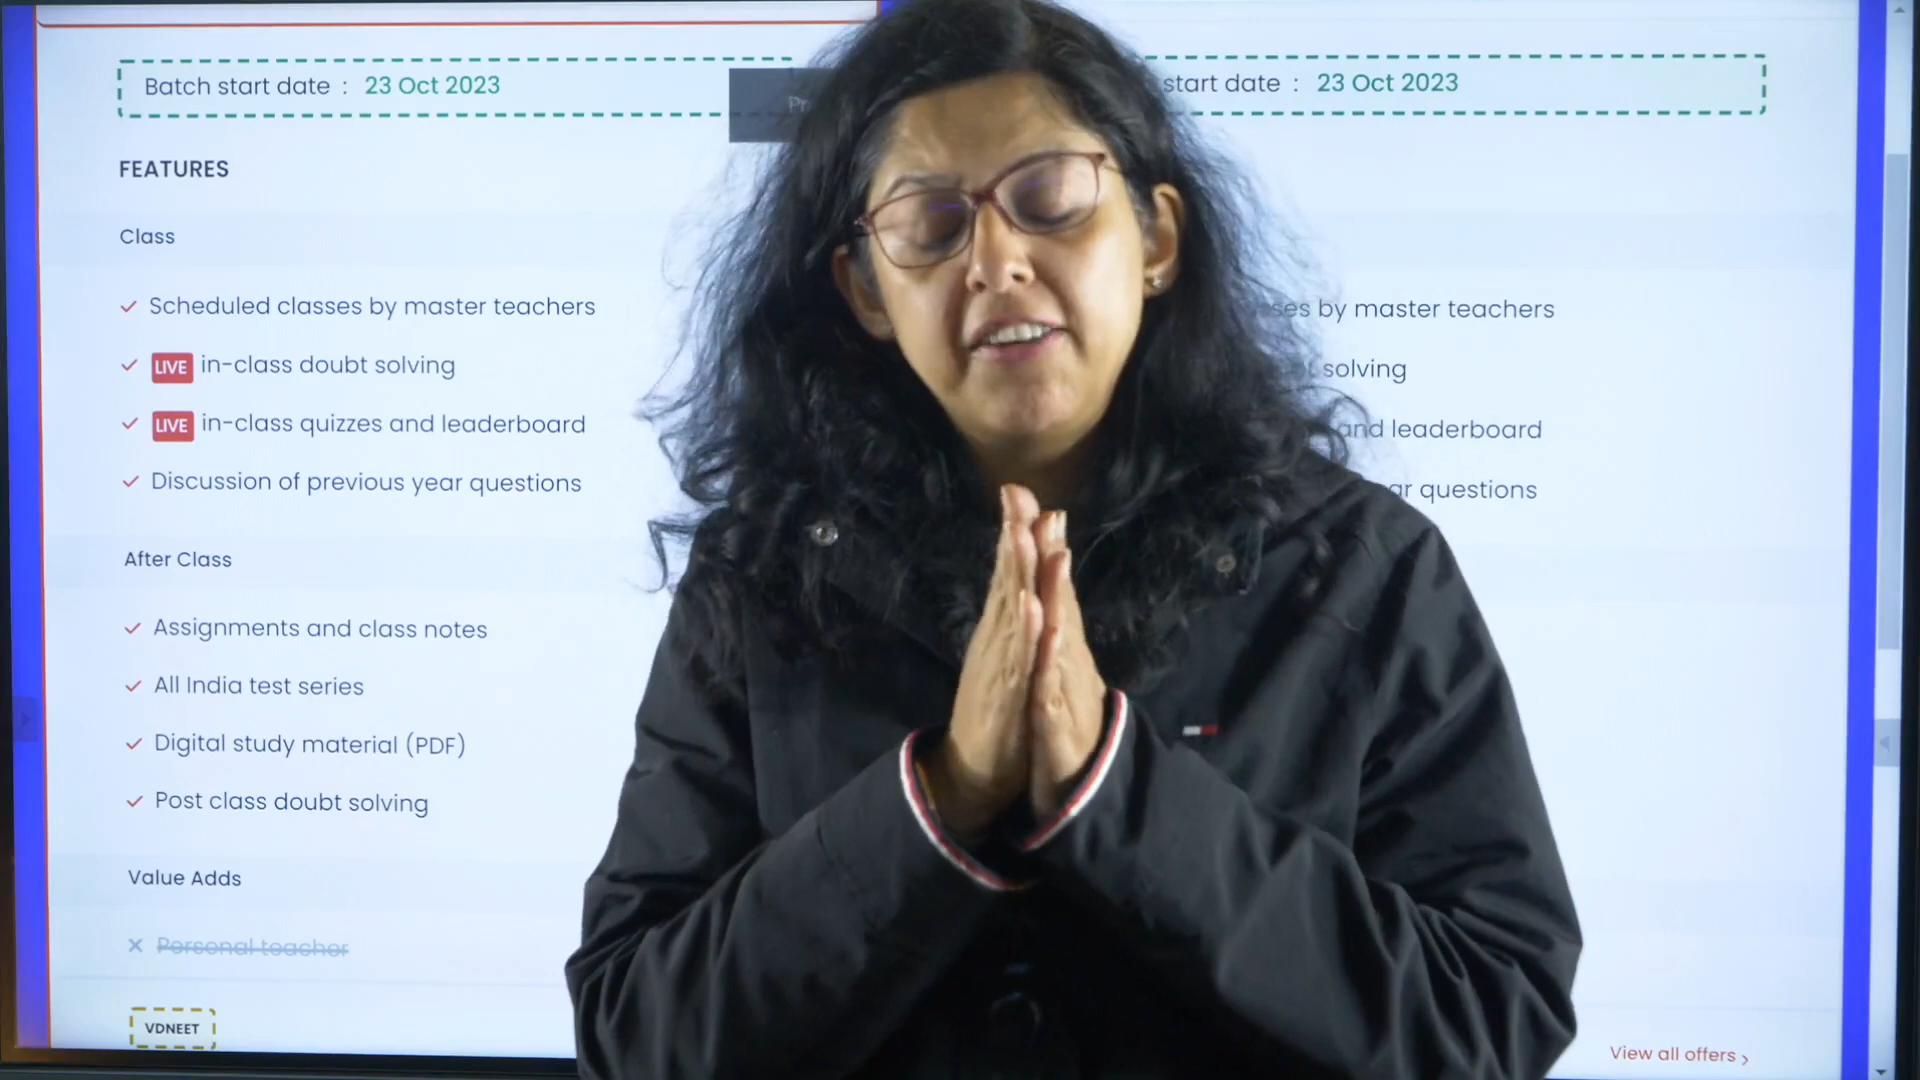 Batch start date : 23 Oct 2023
start date : 23 Oct 2023
FEATURES
Class
Scheduled classes by master teachers
LIVE in-class doubt solving
LIVE in-class quizzes and leaderboard
Discussion of previous year questions
by master teachers
solving
and leaderboard
questions
After Class
Assignments and class notes
All India test series
Digital study material (PDF)
Post class doubt solving
Value Adds
Personal teacher
VDNEET
View all offers